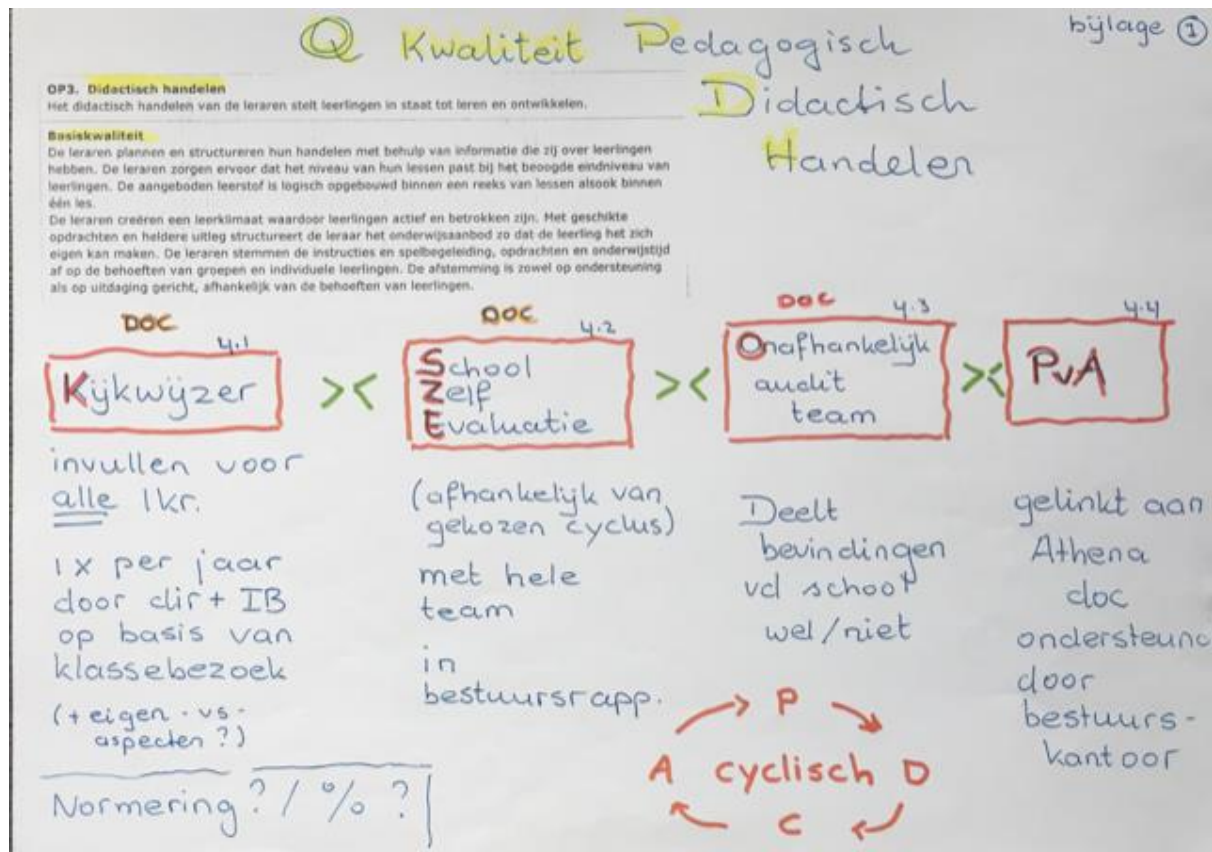 Q Kwaliteit Pedagogisch
Didactisch
Handelen
bijlage ①
OP3. Didactisch handelen
Het didactisch handelen van de leraren stelt leerlingen in staat tot leren en ontwikkelen.
Basiskwaliteit
De leraren plannen en structureren hun handelen met behulp van informatie die zij over leerlingen
hebben. De leraren zorgen ervoor dat het niveau van hun lessen past bij het beoogde eindniveau van
leerlingen. De aangeboden leerstof is logisch opgebouwd binnen een reeks van lessen alsook binnen
één les.
De leraren creëren een leerklimaat waardoor leerlingen actief en betrokken zijn. Met geschikte
opdrachten en heldere uitleg structureert de leraar het onderwijsaanbod zo dat de leerling het zich
eigen kan maken. De leraren stemmen de instructies en spelbegeleiding, opdrachten en onderwijstijd
af op de behoeften van groepen en individuele leerlingen. De afstemming is zowel op ondersteuning
als op uitdaging gericht, afhankelijk van de behoeften van leerlingen.
DOC
4.1
Kijkwijzer
invullen voor
alle lkr.
1x per jaar
door dir + IB
op basis van
klassebezoek
(+ eigen - vs -
aspecten ?)
Normering ? / % ?
><
DOC
4.2
School
Zelf
Evaluatie
(afhankelijk van
gekozen cyclus)
met hele
team
in
bestuursrapp.
><
DOC
4.3
Onafhankelijk
audit
team
Deelt
bevindingen
vd school
wel/niet
><
4.4
PvA
gelinkt aan
Athena
doc
ondersteund
door
bestuurs-
kantoor
P
A cyclisch D
C